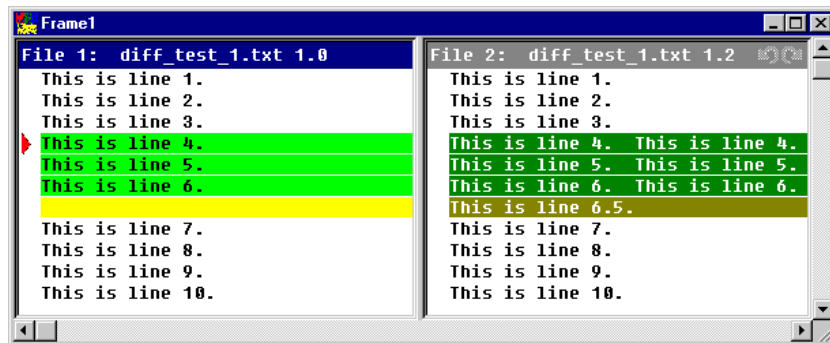 Frame1
File 1:  diff_test_1.txt 1.0
This is line 1.
This is line 2.
This is line 3.
This is line 4.
This is line 5.
This is line 6.
This is line 7.
This is line 8.
This is line 9.
This is line 10.
File 2:  diff_test_1.txt 1.2
This is line 1.
This is line 2.
This is line 3.
This is line 4.  This is line 4.
This is line 5.  This is line 5.
This is line 6.  This is line 6.
This is line 6.5.
This is line 7.
This is line 8.
This is line 9.
This is line 10.